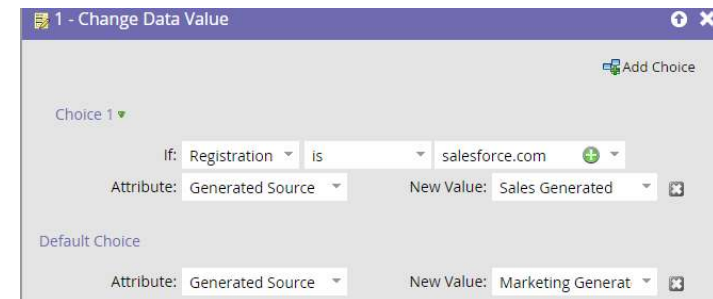 1 - Change Data Value
Add Choice
Choice 1
If: Registration is salesforce.com
Attribute: Generated Source New Value: Sales Generated
Default Choice
Attribute: Generated Source New Value: Marketing Generat